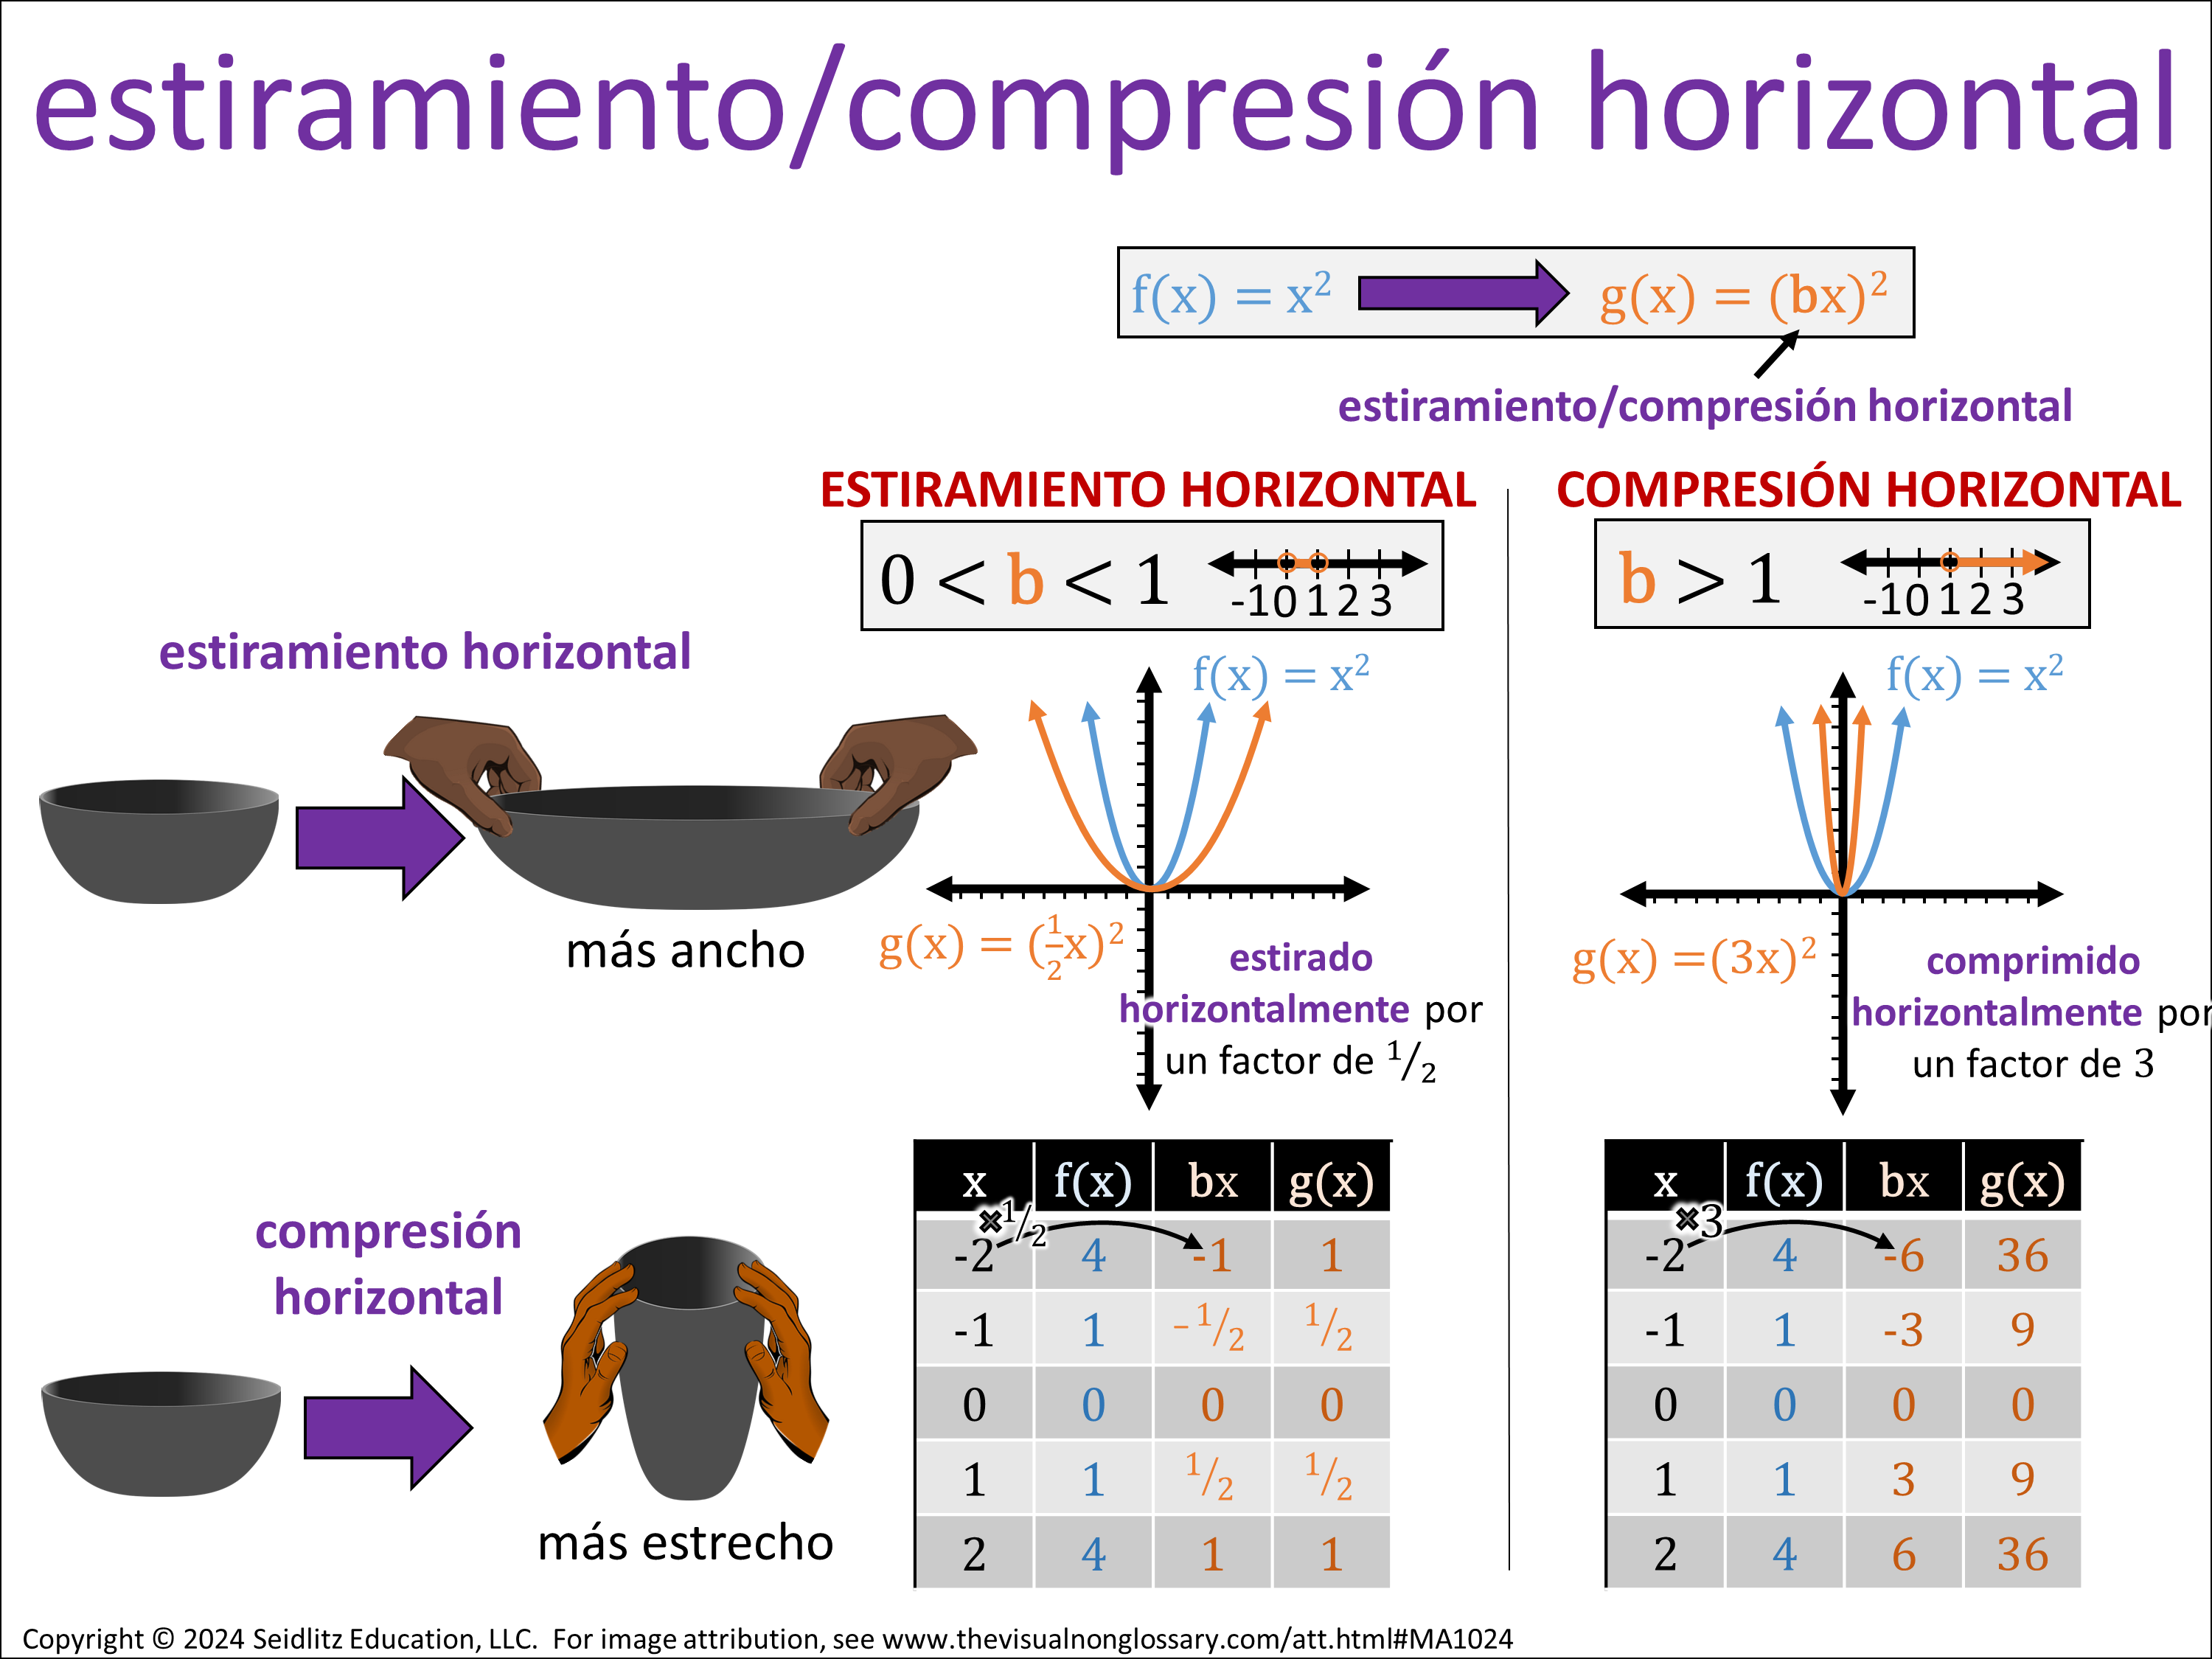 estiramiento/compresión horizontal
f(x) = x² g(x) = (bx)²
estiramiento/compresión horizontal
ESTIRAMIENTO HORIZONTAL
0 < b < 1
-1 0 1 2 3
f(x) = x²
g(x) = (½x)²
estirado
horizontalmente por
un factor de ¹/₂
x f(x) bx g(x)
×¹/₂
-2 4 -1 1
-1 1 -¹/₂ ¹/₂
0 0 0 0
1 1 ¹/₂ ¹/₂
2 4 1 1
COMPRESIÓN HORIZONTAL
b > 1
-1 0 1 2 3
f(x) = x²
g(x) =(3x)²
comprimido
horizontalmente por
un factor de 3
x f(x) bx g(x)
×3
-2 4 -6 36
-1 1 -3 9
0 0 0 0
1 1 3 9
2 4 6 36
estiramiento horizontal
más ancho
compresión
horizontal
más estrecho
Copyright © 2024 Seidlitz Education, LLC. For image attribution, see www.thevisualnonglossary.com/att.html#MA1024